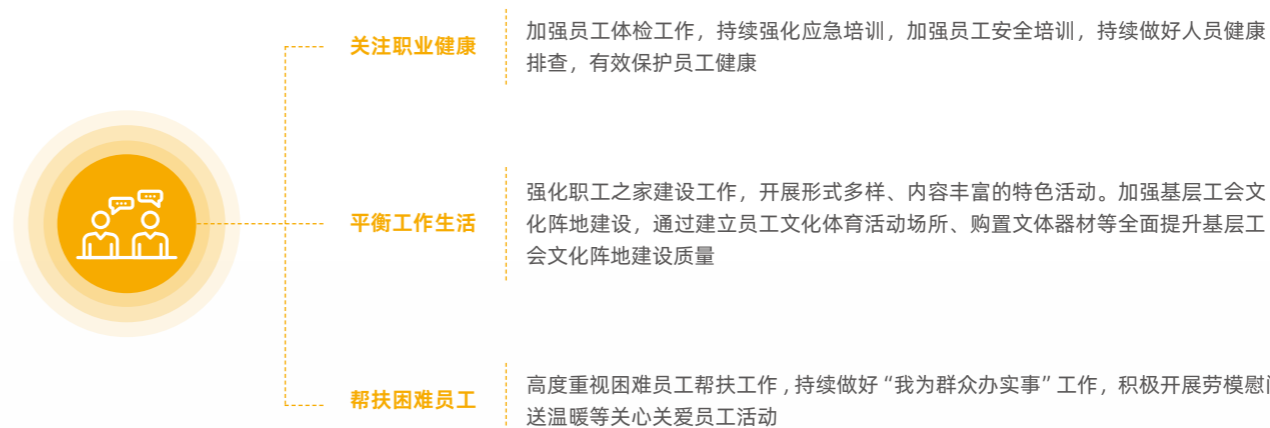 关注职业健康
加强员工体检工作，持续强化应急培训，加强员工安全培训，持续做好人员健康
排查，有效保护员工健康
平衡工作生活
强化职工之家建设工作，开展形式多样、内容丰富的特色活动。加强基层工会文
化阵地建设，通过建立员工文化体育活动场所、购置文体器材等全面提升基层工
会文化阵地建设质量
帮扶困难员工
高度重视困难员工帮扶工作，持续做好“我为群众办实事”工作，积极开展劳模慰
送温暖等关心关爱员工活动